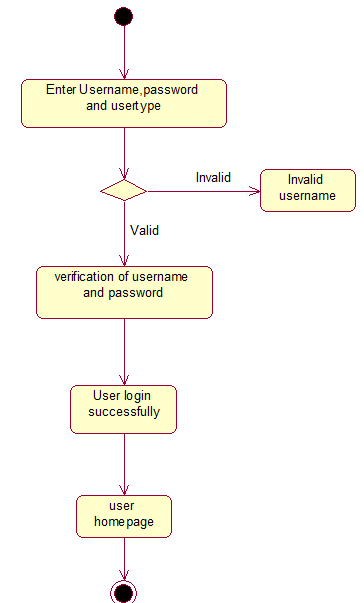 Enter Username,password
and usertype
Invalid
Invalid
username
Valid
verification of username
and password
User login
successfully
user
homepage